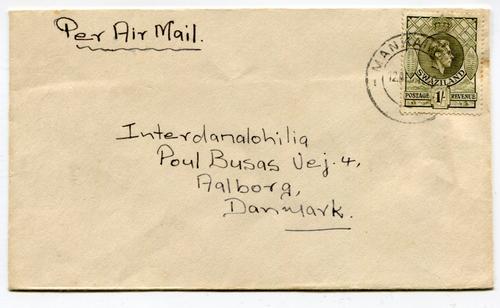 Per Air Mail.
SWAZILAND
POSTAGE 1/- REVENUE
Interdanalohilia
Poul Busas Vej. 4,
Aalborg,
Danmark.